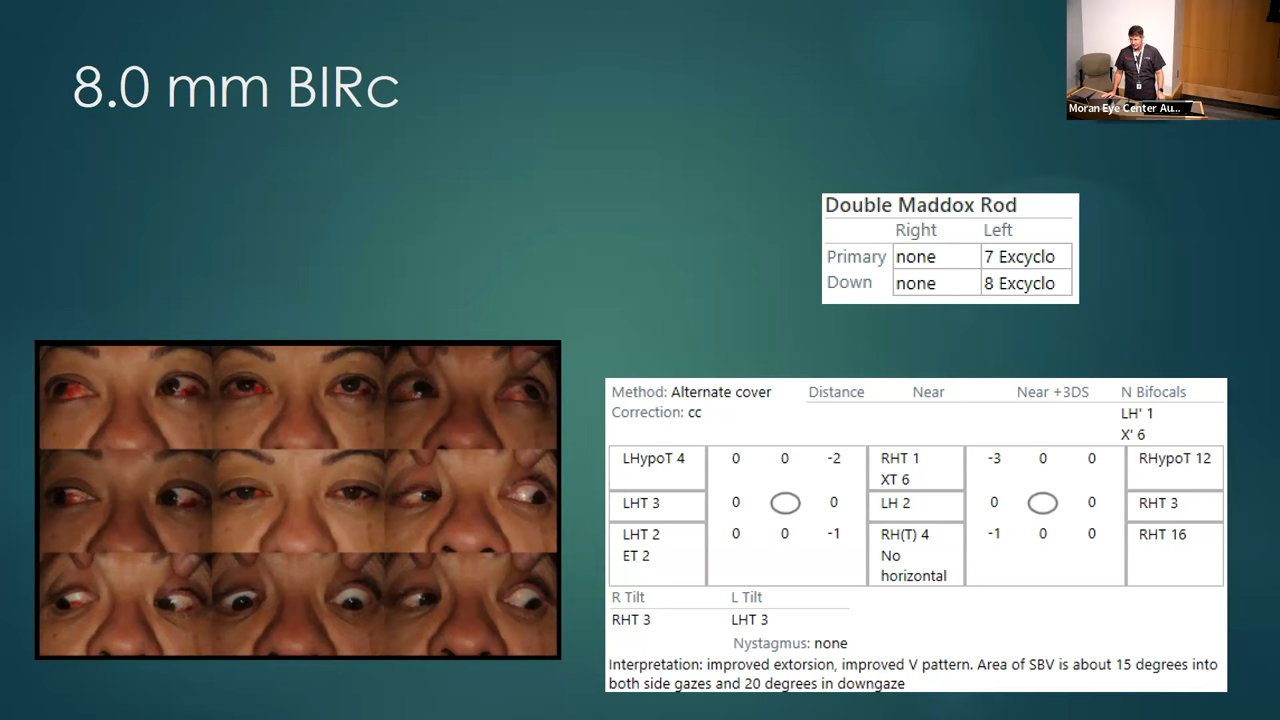 8.0 mm BIRc
Moran Eye Center Au...
Double Maddox Rod
Right Left
Primary none 7 Excyclo
Down none 8 Excyclo
Method: Alternate cover Distance Near Near +3DS N Bifocals
Correction: cc LH' 1
X' 6
LHypoT 4 0 0 -2 RHT 1 -3 0 0 RHypoT 12
XT 6
LHT 3 0 0 LH 2 0 0 RHT 3
LHT 2 0 0 -1 RH(T) 4 -1 0 0 RHT 16
ET 2 No
horizontal
R Tilt L Tilt
RHT 3 LHT 3
Nystagmus: none
Interpretation: improved extorsion, improved V pattern. Area of SBV is about 15 degrees into
both side gazes and 20 degrees in downgaze